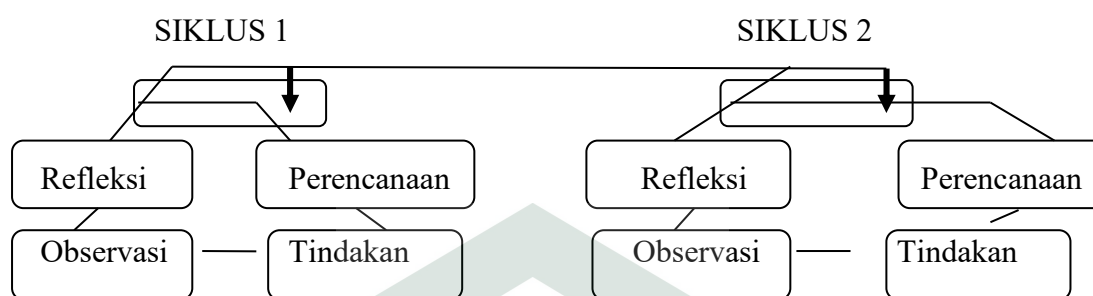 SIKLUS 1 SIKLUS 2
Refleksi Perencanaan Refleksi Perencanaan
Observasi Tindakan Observasi Tindakan